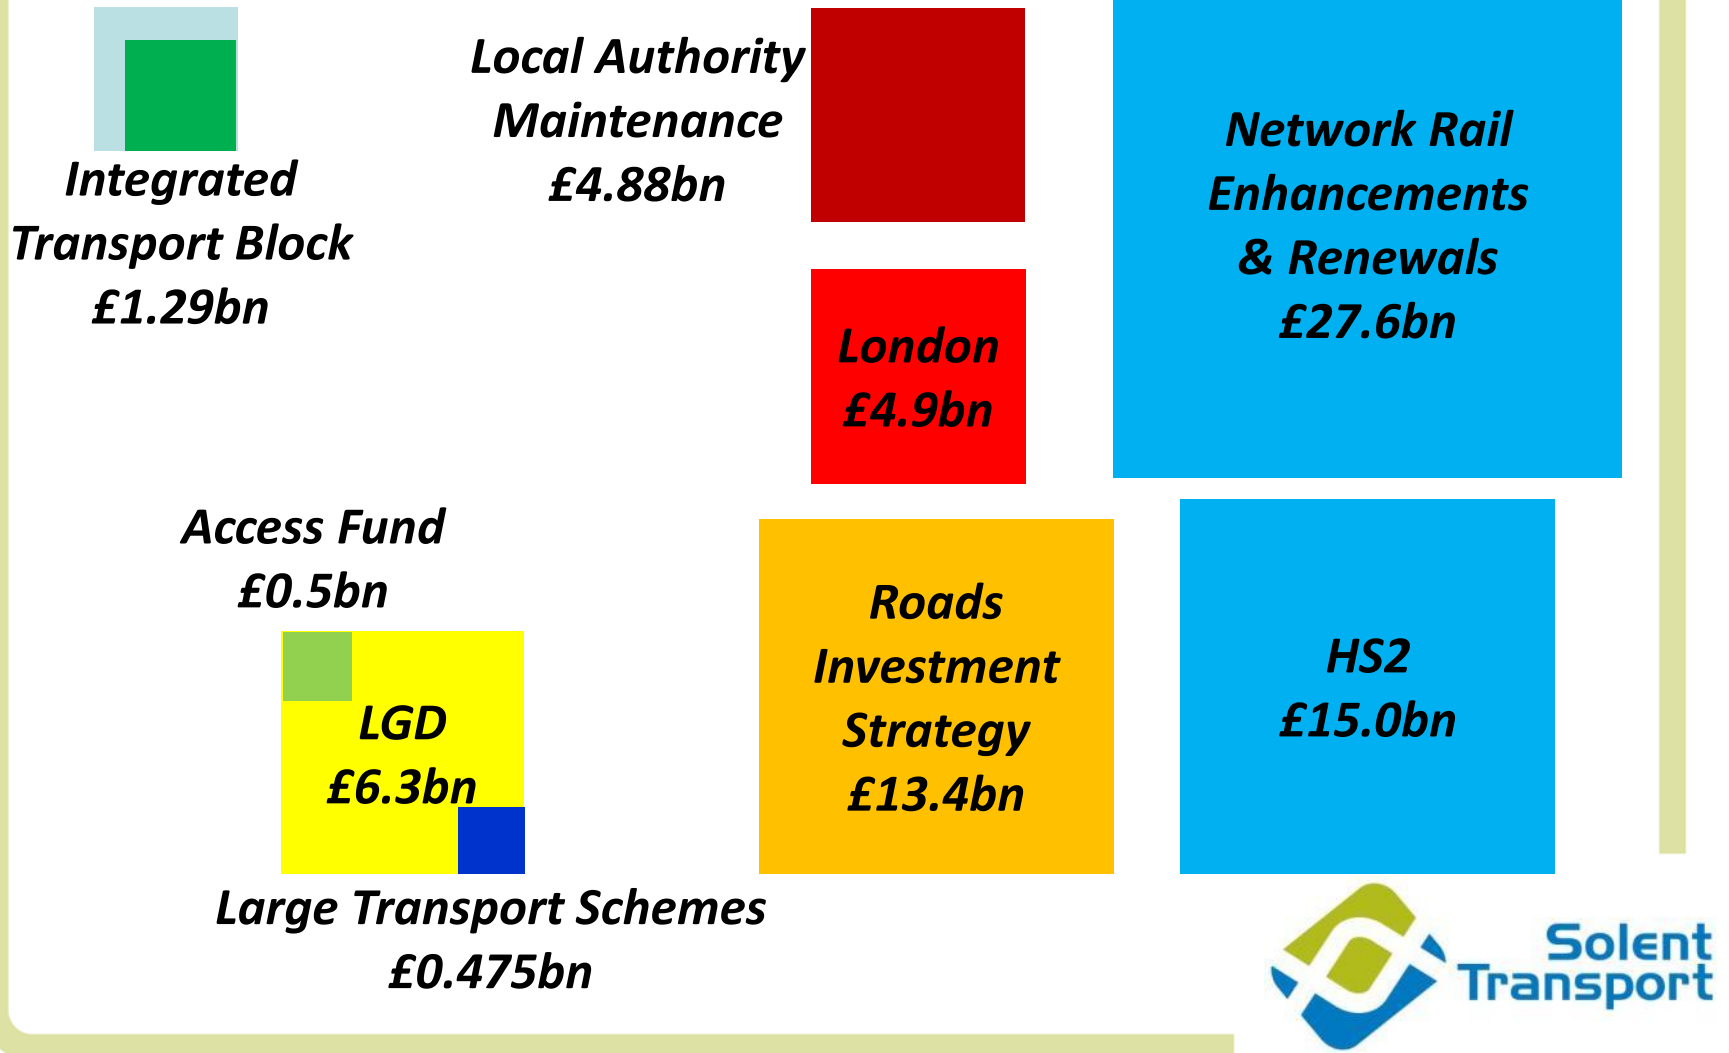 Integrated
Transport Block
£1.29bn
Local Authority
Maintenance
£4.88bn
Network Rail
Enhancements
& Renewals
£27.6bn
London
£4.9bn
Access Fund
£0.5bn
LGD
£6.3bn
Large Transport Schemes
£0.475bn
Roads
Investment
Strategy
£13.4bn
HS2
£15.0bn
Solent
Transport